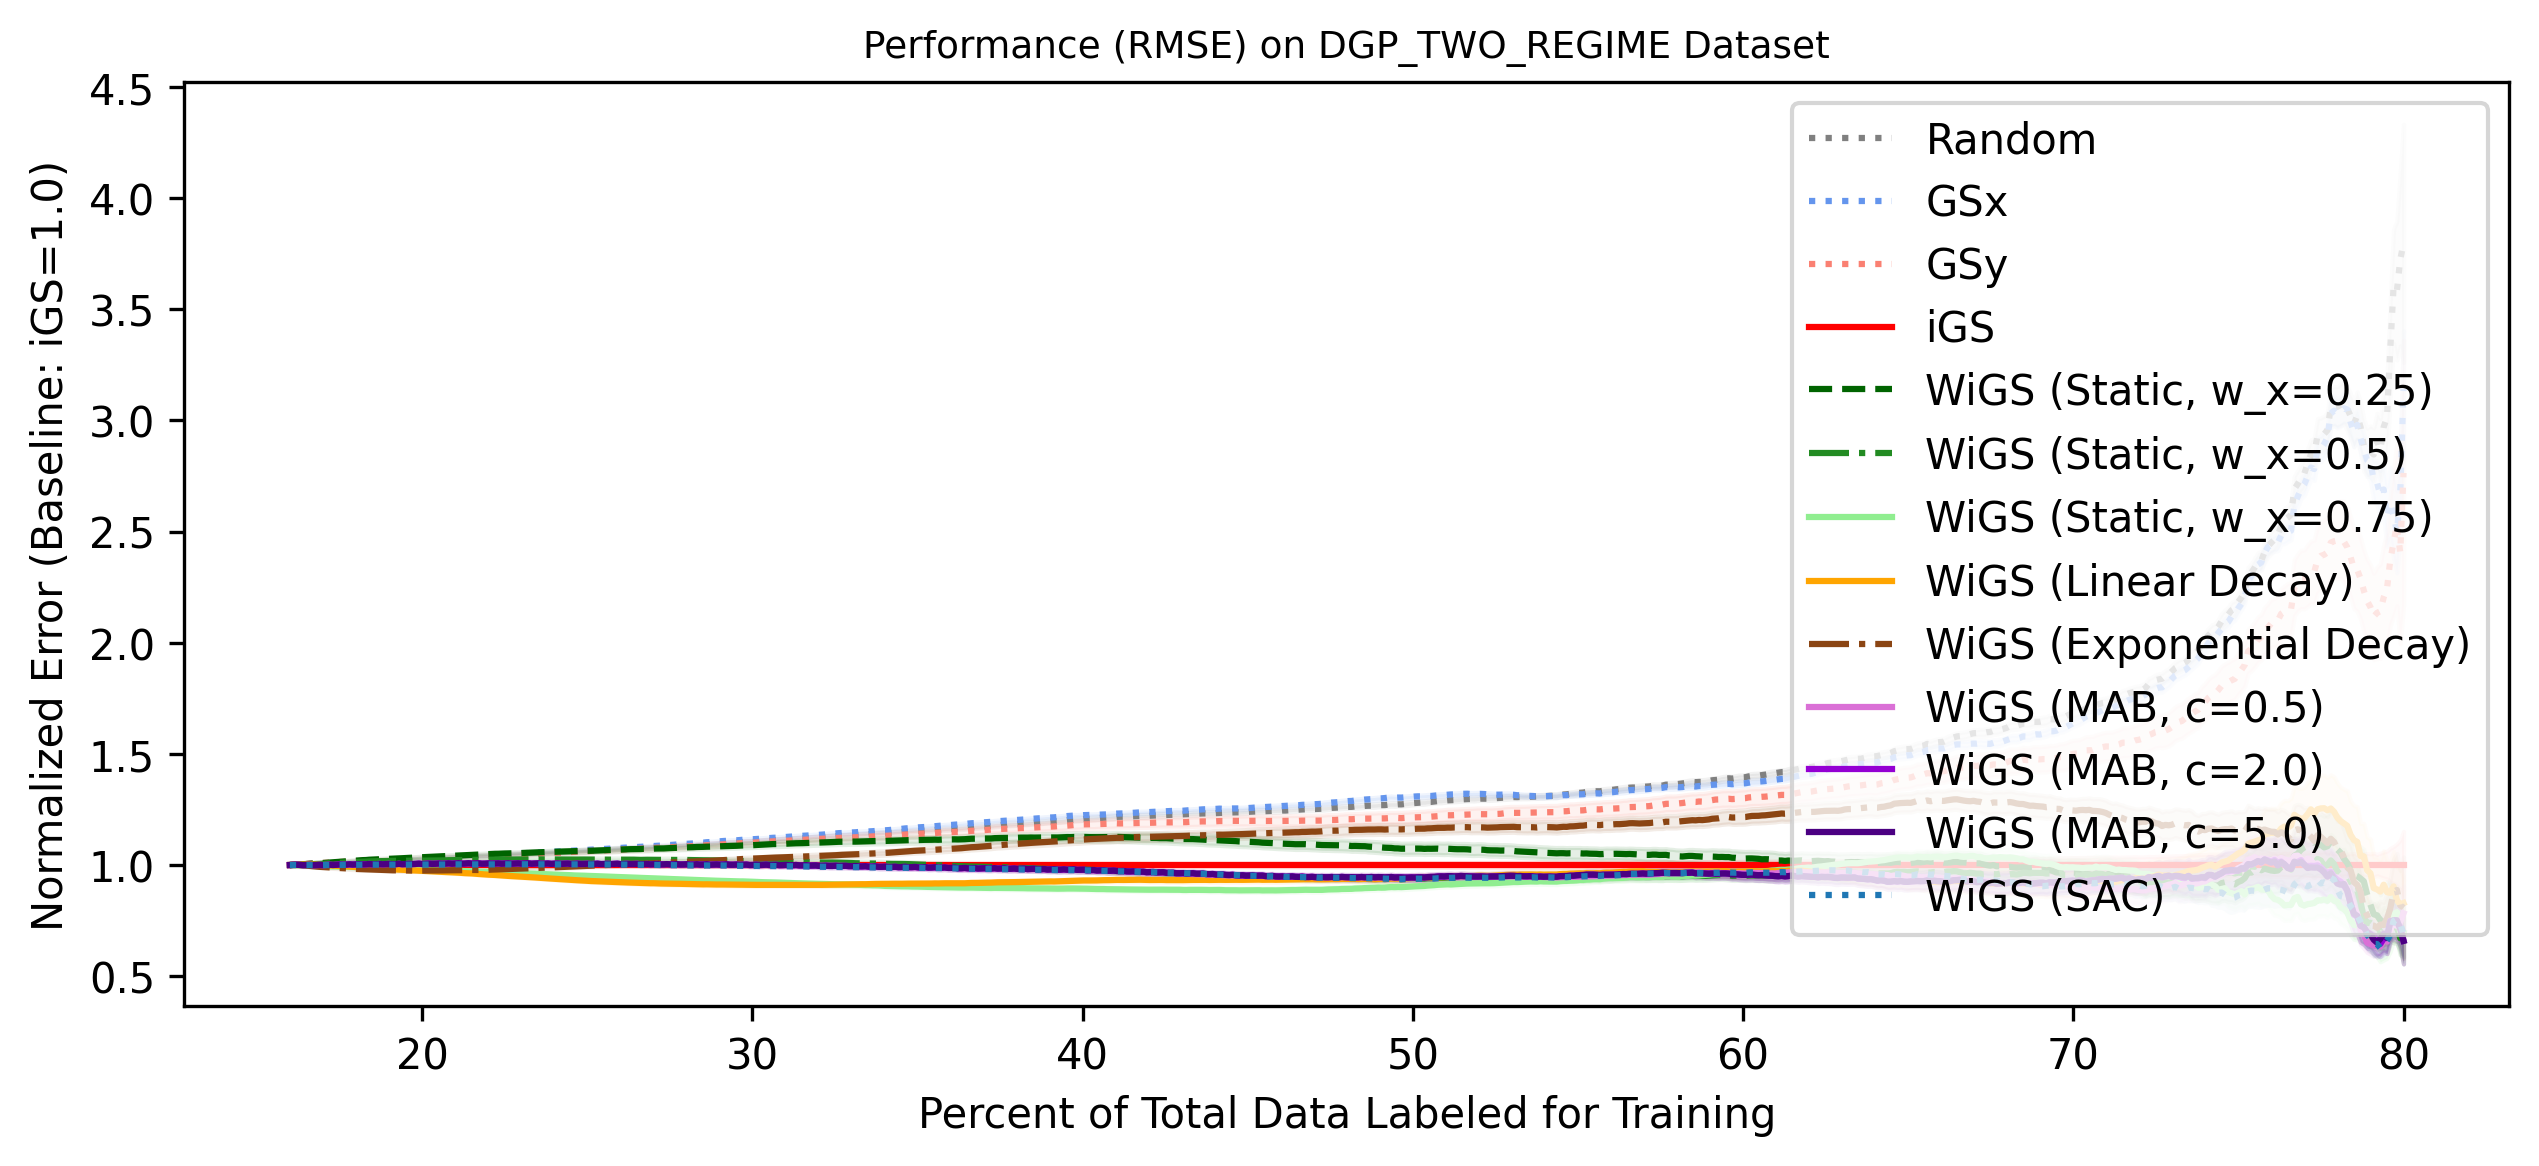 Performance (RMSE) on DGP_TWO_REGIME Dataset
Normalized Error (Baseline: iGS=1.0)
4.5
4.0
3.5
3.0
2.5
2.0
1.5
1.0
0.5
Random
GSx
GSy
iGS
WiGS (Static, w_x=0.25)
WiGS (Static, w_x=0.5)
WiGS (Static, w_x=0.75)
WiGS (Linear Decay)
WiGS (Exponential Decay)
WiGS (MAB, c=0.5)
WiGS (MAB, c=2.0)
WiGS (MAB, c=5.0)
WiGS (SAC)
20 30 40 50 60 70 80
Percent of Total Data Labeled for Training